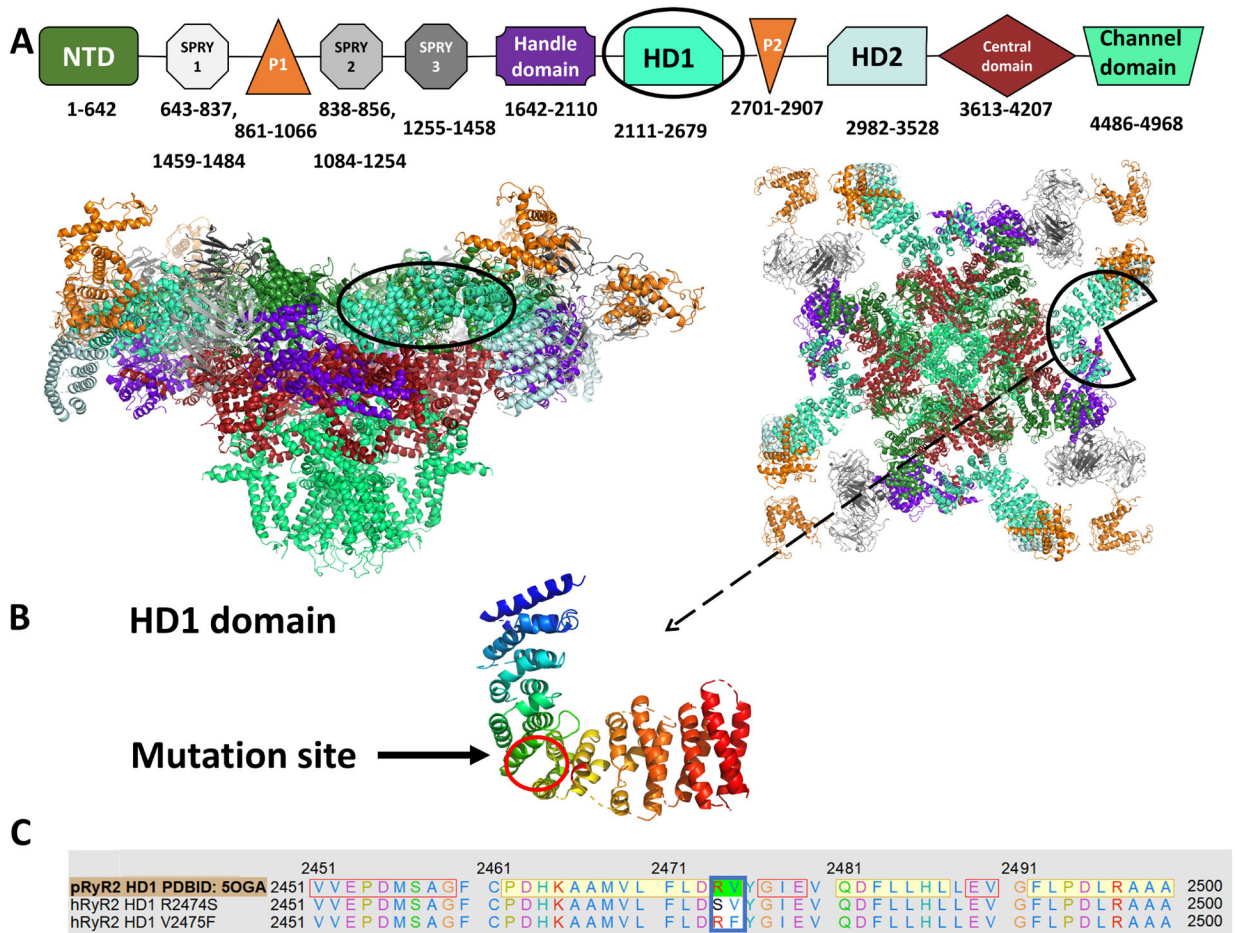 A
NTD
SPRY 1
P1
SPRY 2
SPRY 3
Handle domain
HD1
P2
HD2
Central domain
Channel domain
1-642
643-837,
1459-1484
861-1066
838-856,
1084-1254
1255-1458
1642-2110
2111-2679
2701-2907
2982-3528
3613-4207
4486-4968
B
HD1 domain
Mutation site
C
2451 2461 2471 2481 2491
pRyR2 HD1 PDBID: 5OGA 2451 VVEPDMSAGF CPDHKAAMVL FLDRVYGIEV QDFLLHLLEV GFLPDLRAAA 2500
hRyR2 HD1 R2474S 2451 VVEPDMSAGF CPDHKAAMVL FLDSVYGIEV QDFLLHLLEV GFLPDLRAAA 2500
hRyR2 HD1 V2475F 2451 VVEPDMSAGF CPDHKAAMVL FLDRFYGIEV QDFLLHLLEV GFLPDLRAAA 2500